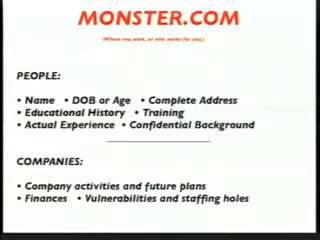 MONSTER.COM
(Whom you work, or who works for you.)
PEOPLE:
• Name • DOB or Age • Complete Address
• Educational History • Training
• Actual Experience • Confidential Background
COMPANIES:
• Company activities and future plans
• Finances • Vulnerabilities and staffing holes